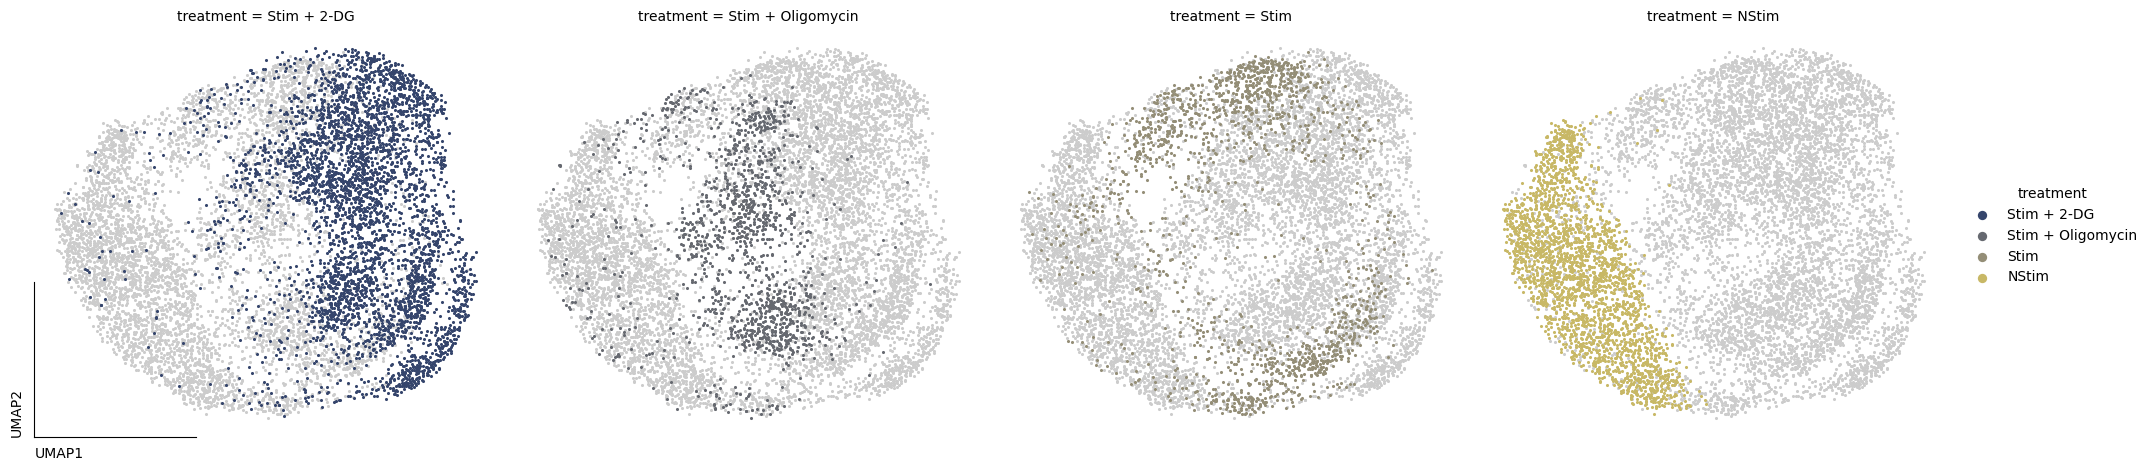 treatment = Stim + 2-DG
treatment = Stim + Oligomycin
treatment = Stim
treatment = NStim
treatment
Stim + 2-DG
Stim + Oligomycin
Stim
NStim
UMAP2
UMAP1